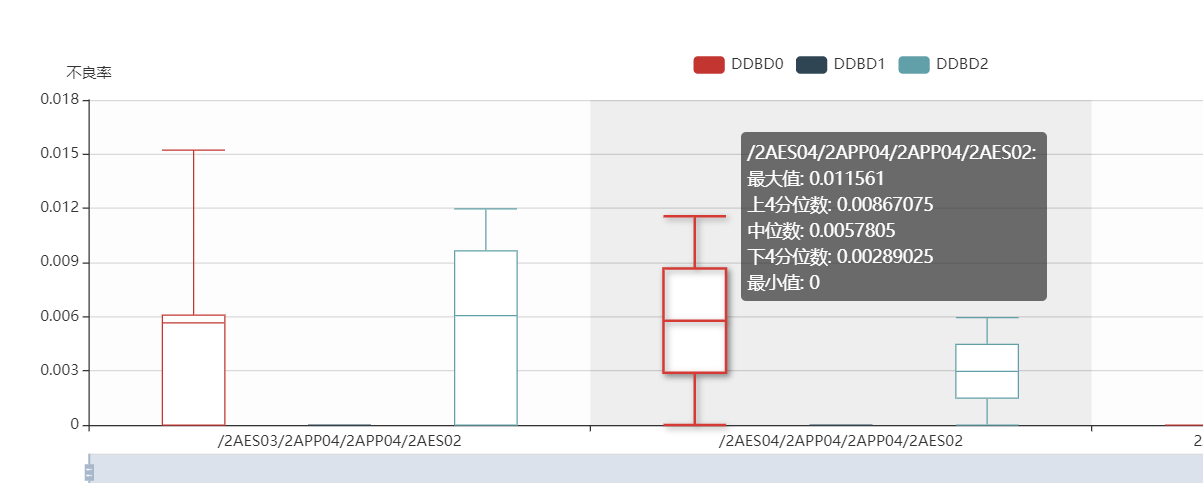 不良率
DDBD0 DDBD1 DDBD2
0.018
0.015
0.012
0.009
0.006
0.003
0
/2AES04/2APP04/2APP04/2AES02:
最大值: 0.011561
上4分位数: 0.00867075
中位数: 0.0057805
下4分位数: 0.00289025
最小值: 0
/2AES03/2APP04/2APP04/2AES02
/2AES04/2APP04/2APP04/2AES02
2